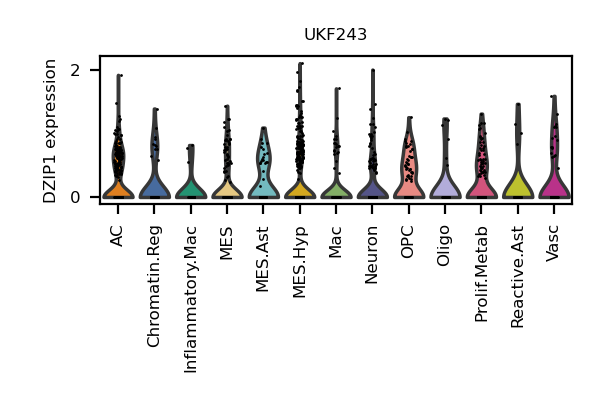 UKF243
DZIP1 expression
2
0
AC
Chromatin.Reg
Inflammatory.Mac
MES
MES.Ast
MES.Hyp
Mac
Neuron
OPC
Oligo
Prolif.Metab
Reactive.Ast
Vasc